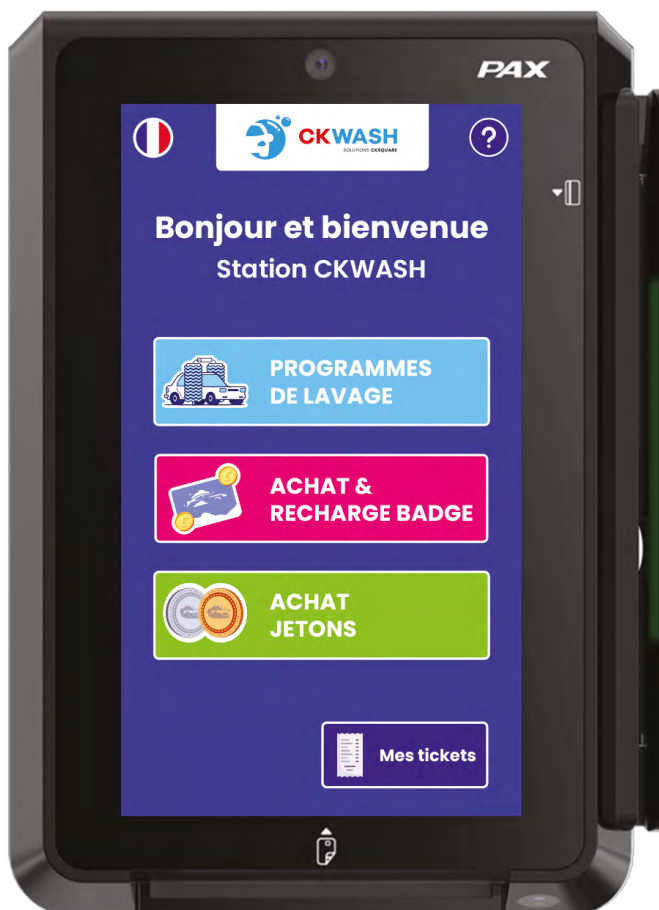 PAX
CKWASH
SOLUTIONS CKSQUARE
?
Bonjour et bienvenue
Station CKWASH
PROGRAMMES
DE LAVAGE
ACHAT &
RECHARGE BADGE
ACHAT
JETONS
Mes tickets